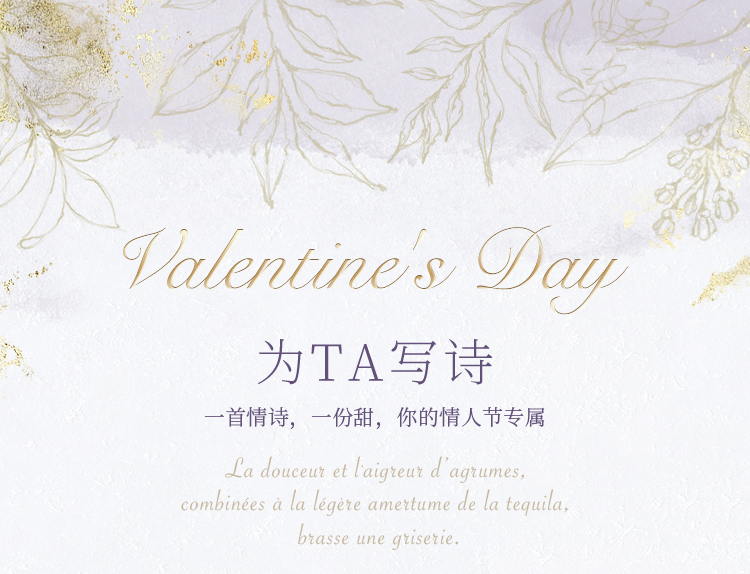 Valentine's Day
为TA写诗
一首情诗，一份甜，你的情人节专属
La douceur et l'aigreur d'agrumes,
combinées à la légère amertume de la tequila,
brasse une griserie.